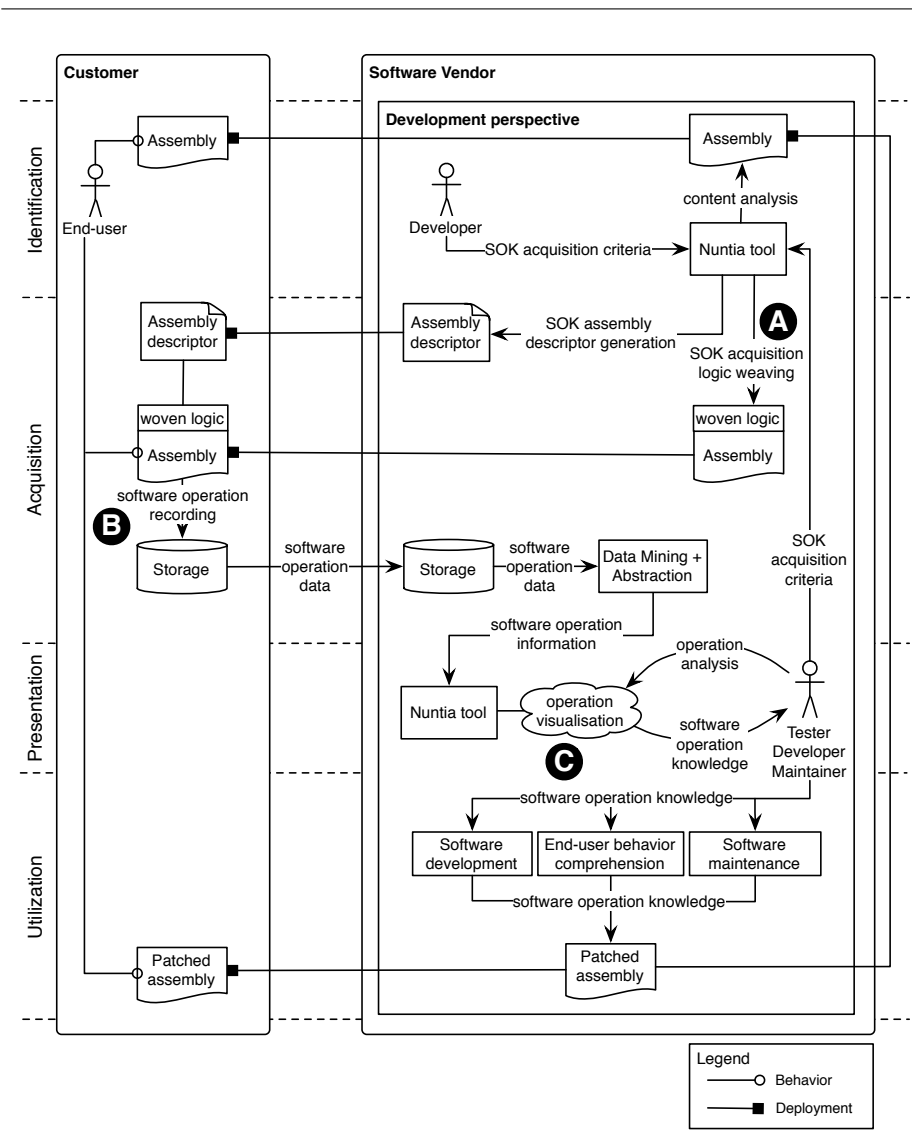 Customer
Software Vendor
Development perspective
Identification
Assembly
Assembly
End-user
Developer
content analysis
SOK acquisition criteria
Nuntia tool
Acquisition
Assembly
descriptor
Assembly
descriptor
SOK assembly
descriptor generation
A
SOK acquisition
logic weaving
woven logic
Assembly
woven logic
Assembly
software operation
recording
B
Storage
software
operation
data
Storage
software
operation
data
Data Mining +
Abstraction
SOK
acquisition
criteria
software operation
information
Presentation
operation
analysis
Nuntia tool
operation
visualisation
software
operation
knowledge
C
Tester
Developer
Maintainer
Utilization
software operation knowledge
Software
development
End-user behavior
comprehension
Software
maintenance
software operation knowledge
Patched
assembly
Patched
assembly
Legend
Behavior
Deployment